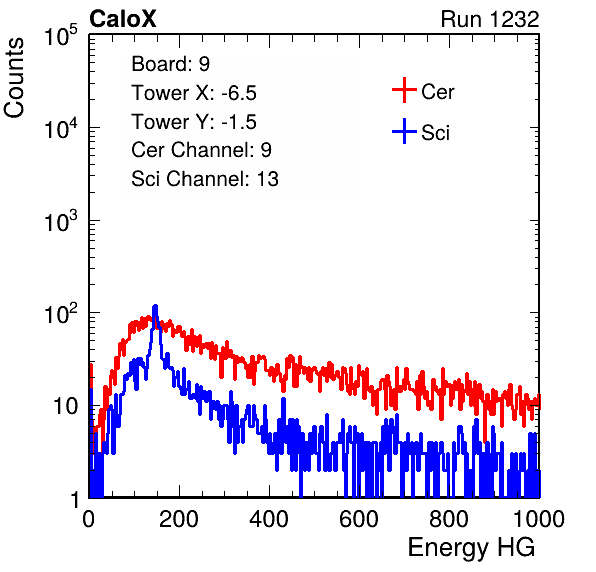 CaloX Run 1232
Counts
10^5
10^4
10^3
10^2
10
1
Board: 9
Tower X: -6.5
Tower Y: -1.5
Cer Channel: 9
Sci Channel: 13
Cer
Sci
0 200 400 600 800 1000
Energy HG